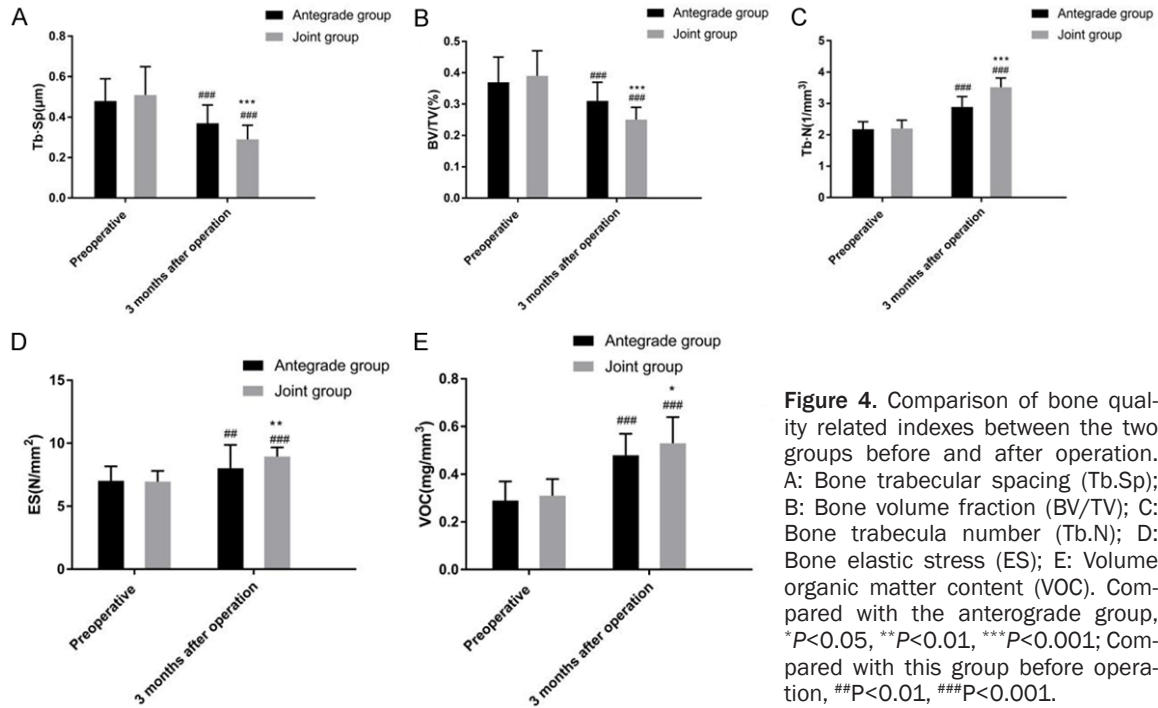 A
Antegrade group
Joint group
Tb·Sp(μm)
0.8
0.6
0.4
0.2
0.0
###
***
###
Preoperative
3 months after operation
B
Antegrade group
Joint group
BV/TV(%)
0.5
0.4
0.3
0.2
0.1
0.0
###
***
###
Preoperative
3 months after operation
C
Antegrade group
Joint group
Tb·N(1/mm³)
5
4
3
2
1
0
###
***
###
Preoperative
3 months after operation
D
Antegrade group
Joint group
ES(N/mm²)
15
10
5
0
##
**
###
Preoperative
3 months after operation
E
Antegrade group
Joint group
VOC(mg/mm³)
0.8
0.6
0.4
0.2
0.0
###
*
###
Preoperative
3 months after operation
Figure 4. Comparison of bone qual-
ity related indexes between the two
groups before and after operation.
A: Bone trabecular spacing (Tb.Sp);
B: Bone volume fraction (BV/TV); C:
Bone trabecula number (Tb.N); D:
Bone elastic stress (ES); E: Volume
organic matter content (VOC). Com-
pared with the anterograde group,
*P<0.05, **P<0.01, ***P<0.001; Com-
pared with this group before opera-
tion, ##P<0.01, ###P<0.001.